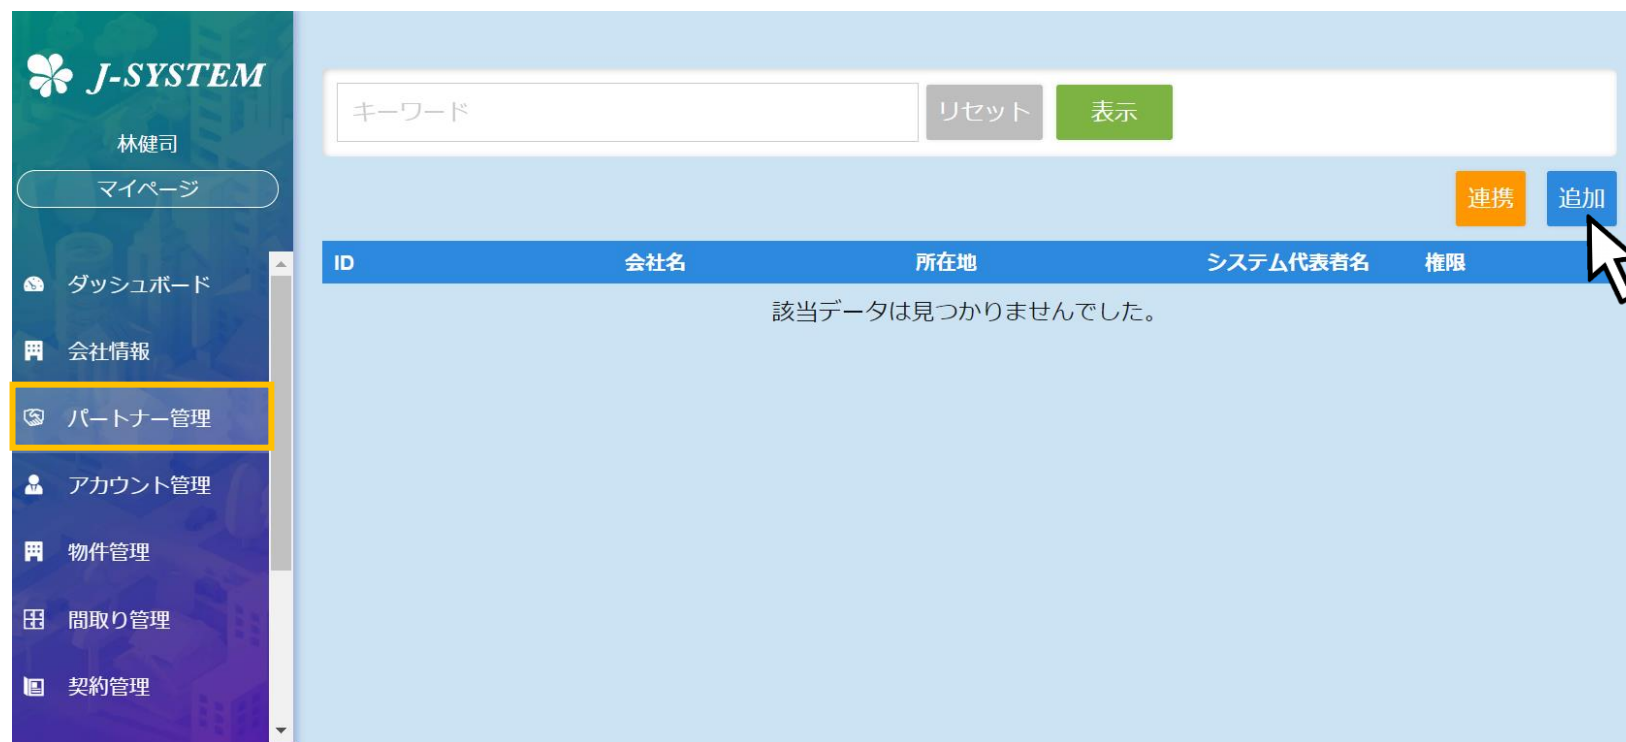 J-SYSTEM
林健司
マイページ
ダッシュボード
会社情報
パートナー管理
アカウント管理
物件管理
間取り管理
契約管理
キーワード リセット 表示
連携 追加
ID 会社名 所在地 システム代表者名 権限
該当データは見つかりませんでした。